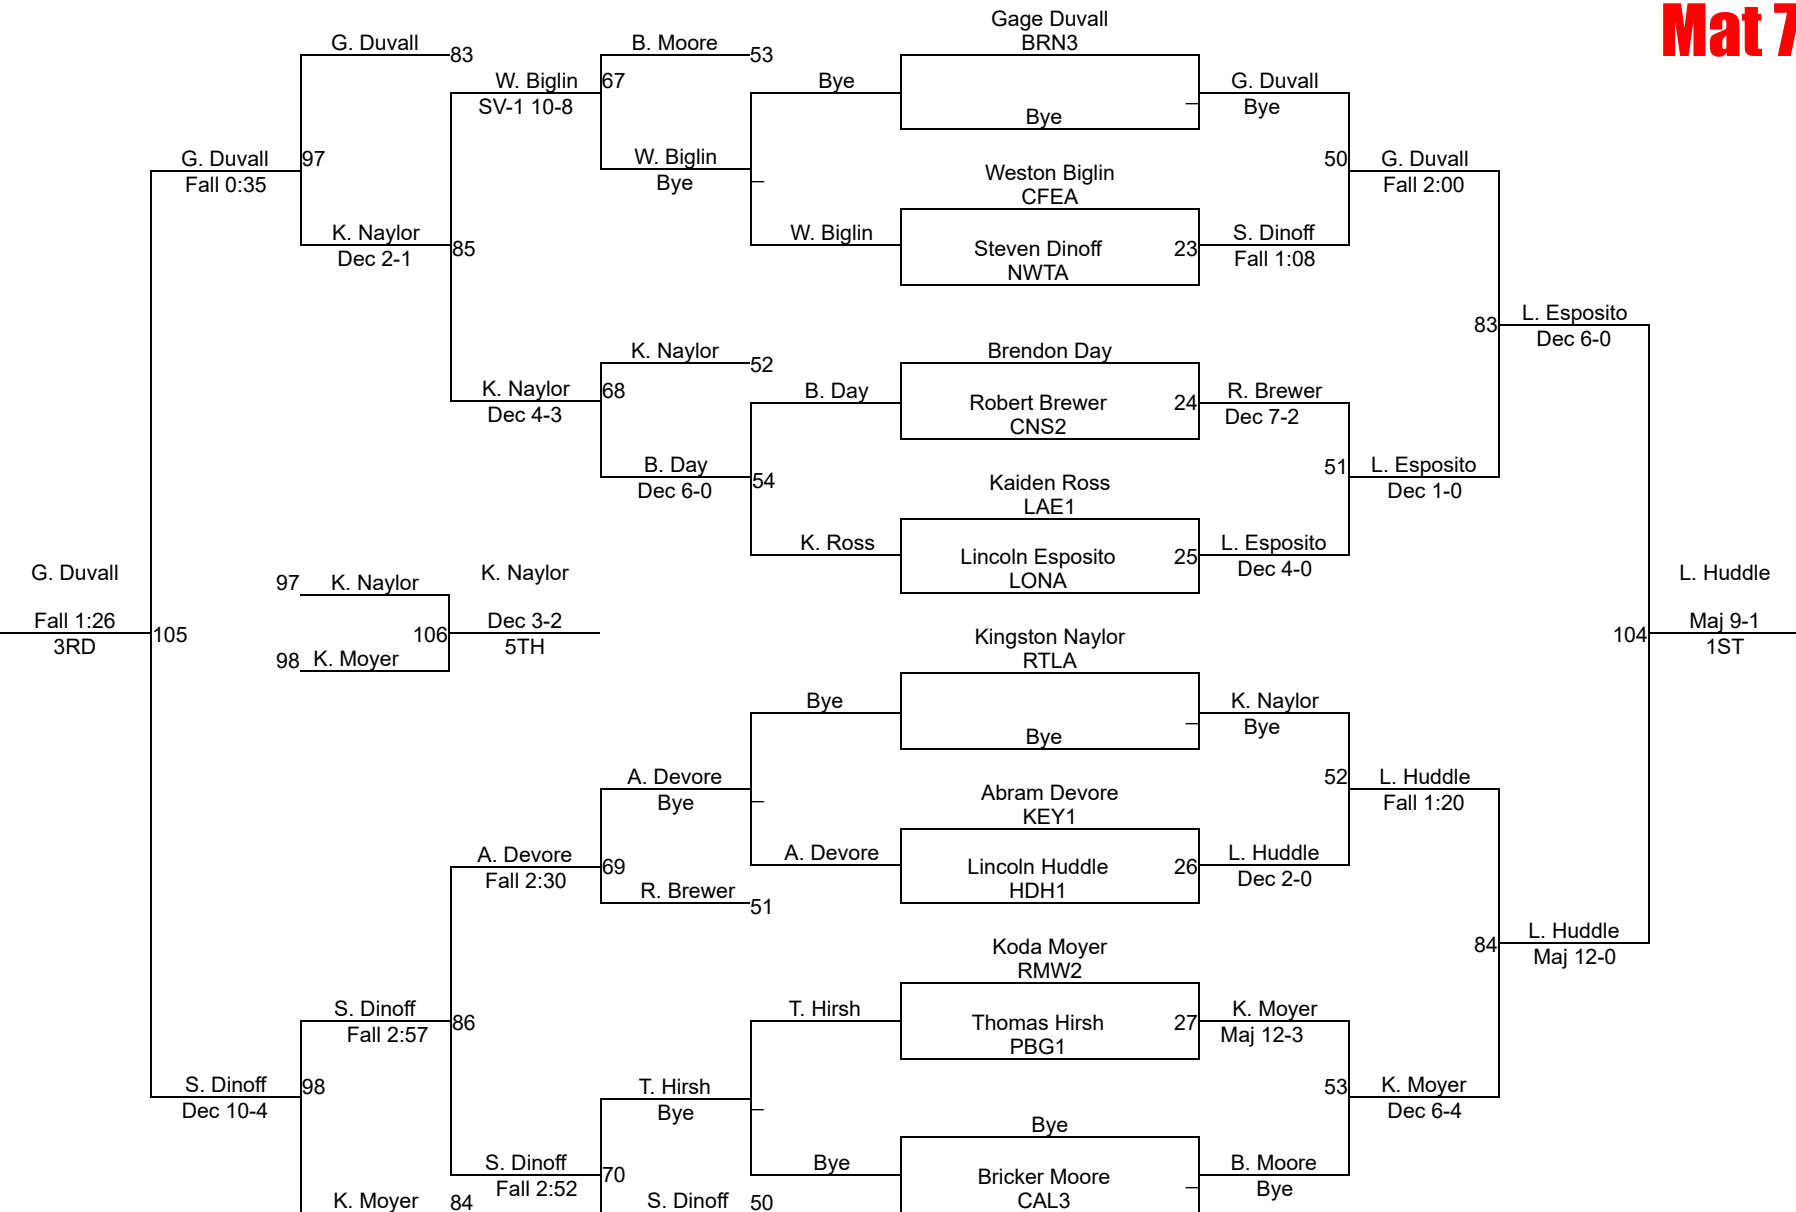 Mat 7
Gage Duvall
G. Duvall
83
B. Moore
53
BRN3
W. Biglin
67
Bye
G. Duvall
SV-1 10-8
Bye
Bye
G. Duvall
97
W. Biglin
50
G. Duvall
Fall 0:35
Bye
Weston Biglin
Fall 2:00
CFEA
K. Naylor
85
W. Biglin
Steven Dinoff
23
S. Dinoff
Dec 2-1
NWTA
Fall 1:08
83
L. Esposito
Dec 6-0
K. Naylor
52
Brendon Day
K. Naylor
68
B. Day
Robert Brewer
24
R. Brewer
Dec 4-3
CNS2
Dec 7-2
B. Day
54
51
L. Esposito
Dec 6-0
Kaiden Ross
Dec 1-0
LAE1
K. Ross
Lincoln Esposito
25
L. Esposito
LONA
Dec 4-0
G. Duvall
97
K. Naylor
K. Naylor
L. Huddle
Fall 1:26
105
106
Dec 3-2
104
Maj 9-1
3RD
5TH
1ST
98
K. Moyer
Kingston Naylor
RTLA
Bye
K. Naylor
Bye
Bye
A. Devore
52
L. Huddle
Bye
Abram Devore
Fall 1:20
KEY1
A. Devore
69
A. Devore
Lincoln Huddle
26
L. Huddle
Fall 2:30
HDH1
Dec 2-0
R. Brewer
51
84
L. Huddle
Koda Moyer
Maj 12-0
RMW2
S. Dinoff
86
T. Hirsh
Thomas Hirsh
27
K. Moyer
Fall 2:57
PBG1
Maj 12-3
S. Dinoff
98
T. Hirsh
53
K. Moyer
Dec 10-4
Bye
Bye
Dec 6-4
S. Dinoff
70
Bye
Bricker Moore
B. Moore
Fall 2:52
Bye
K. Moyer
84
S. Dinoff
50
CAL3